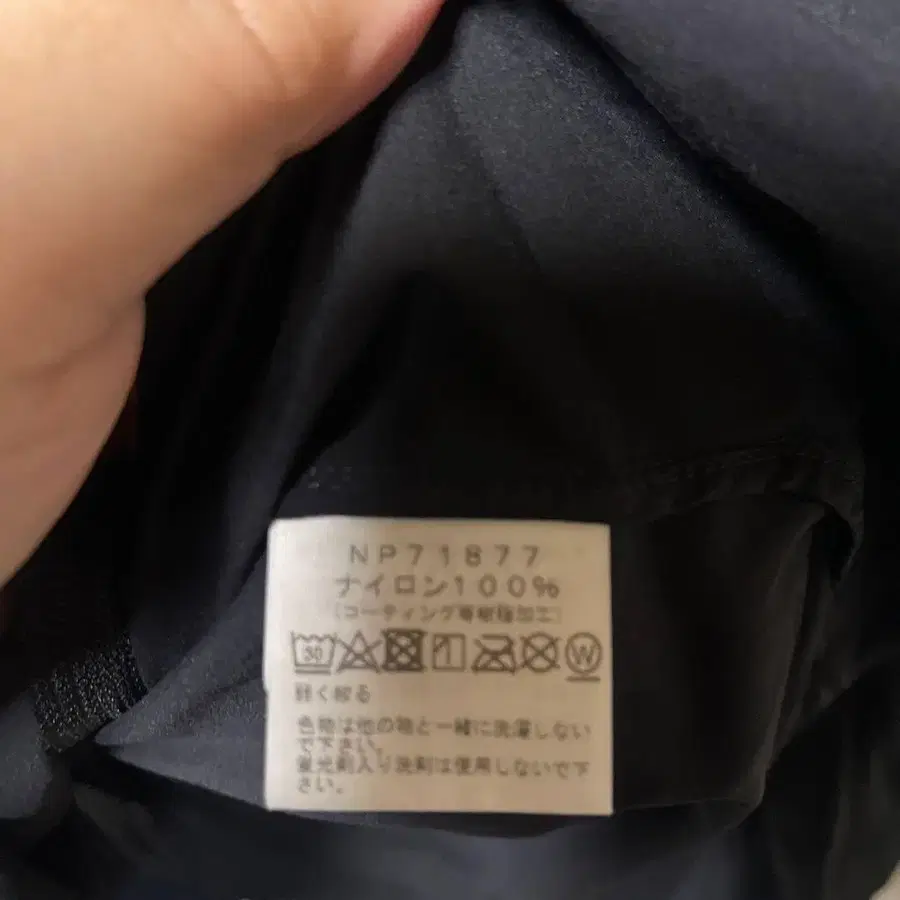 NP71877
ナイロン100%
(コーティング等樹脂加工)
30 W
軽く絞る
色物は他の物と一緒に洗濯しない
で下さい。
蛍光剤入り洗剤は使用しないで下
さい。